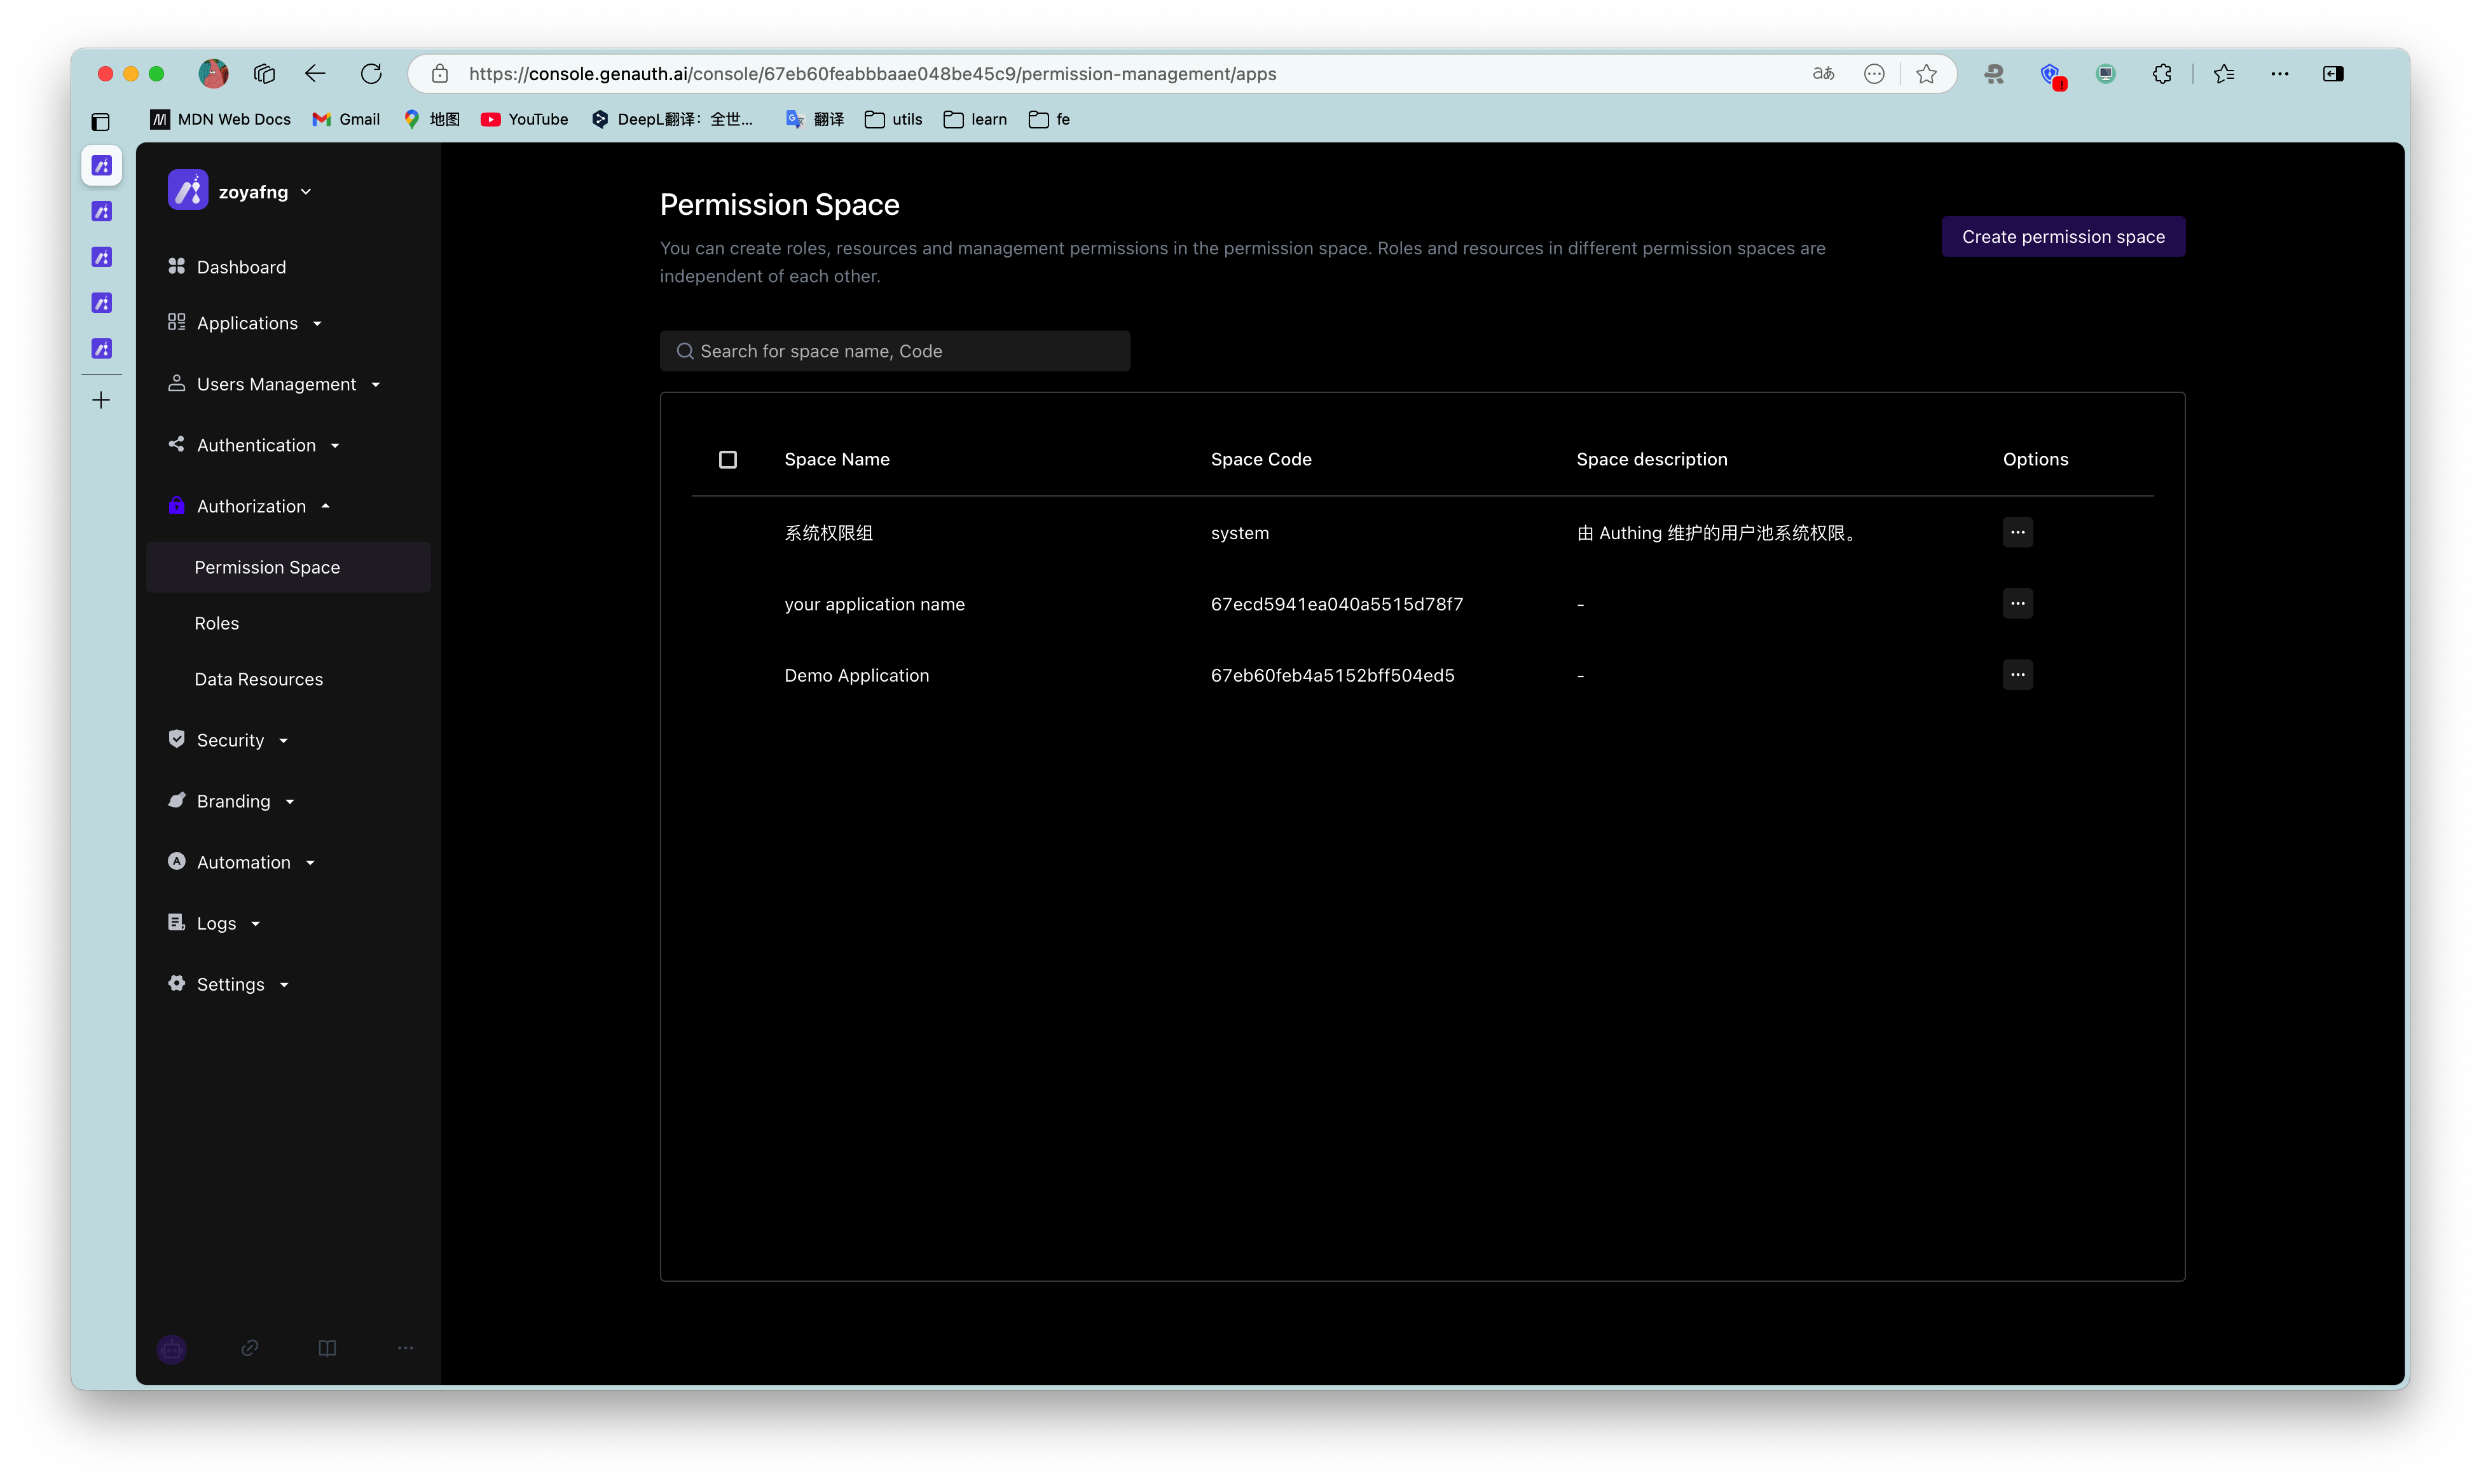 https://console.genauth.ai/console/67eb60feabbbaae048be45c9/permission-management/apps
aあ
MDN Web Docs
Gmail
地图
YouTube
DeepL翻译：全世...
翻译
utils
learn
fe
zoyafng
Dashboard
Applications
Users Management
Authentication
Authorization
Permission Space
Roles
Data Resources
Security
Branding
Automation
Logs
Settings
Permission Space
You can create roles, resources and management permissions in the permission space. Roles and resources in different permission spaces are
independent of each other.
Create permission space
Search for space name, Code
Space Name Space Code Space description Options
系统权限组 system 由 Authing 维护的用户池系统权限。
your application name 67ecd5941ea040a5515d78f7 -
Demo Application 67eb60feb4a5152bff504ed5 -